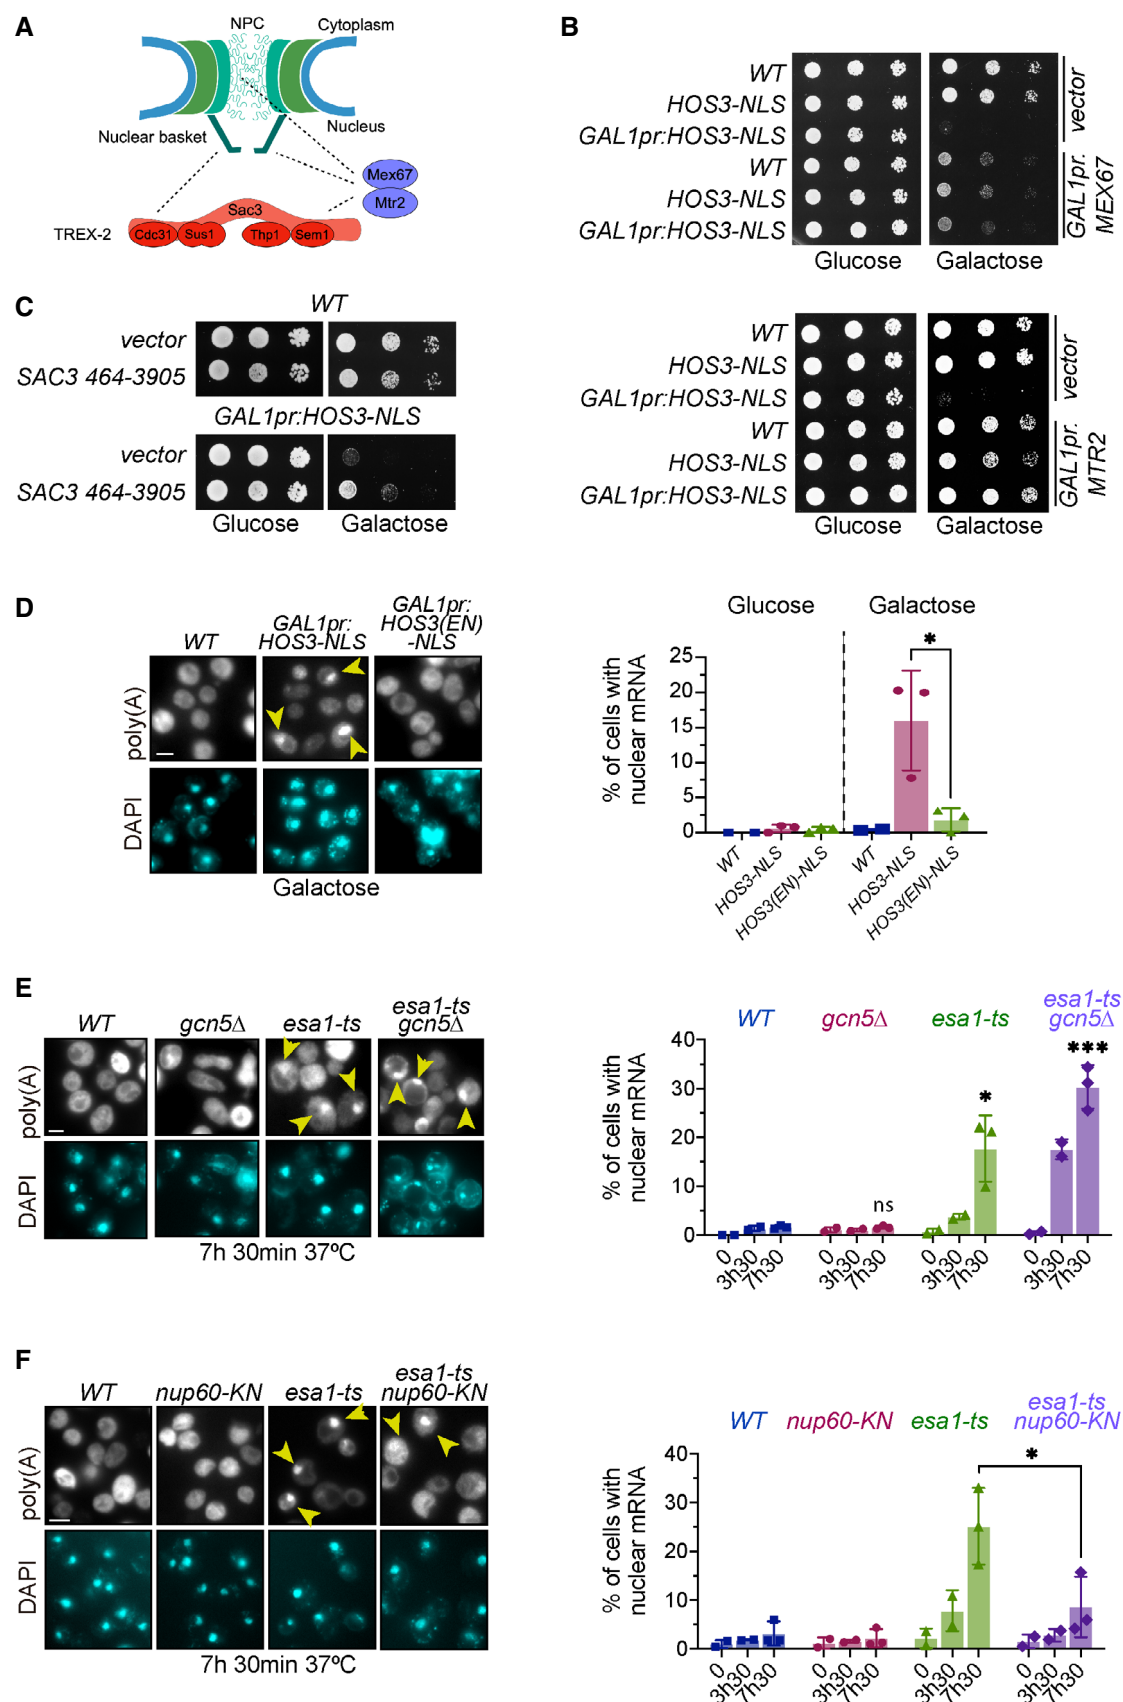 A
NPC
Cytoplasm
Nuclear basket
Nucleus
Mex67
Mtr2
Sac3
TREX-2
Cdc31
Sus1
Thp1
Sem1
B
WT
HOS3-NLS
GAL1pr:HOS3-NLS
WT
HOS3-NLS
GAL1pr:HOS3-NLS
vector
GAL1pr:
MEX67
Glucose
Galactose
WT
HOS3-NLS
GAL1pr:HOS3-NLS
WT
HOS3-NLS
GAL1pr:HOS3-NLS
vector
GAL1pr:
MTR2
Glucose
Galactose
C
WT
vector
SAC3 464-3905
GAL1pr:HOS3-NLS
vector
SAC3 464-3905
Glucose
Galactose
D
WT
GAL1pr:
HOS3-NLS
GAL1pr:
HOS3(EN)
-NLS
poly(A)
DAPI
Galactose
Glucose
Galactose
*
% of cells with
nuclear mRNA
25
20
15
10
5
0
WT
HOS3-NLS
HOS3(EN)-NLS
WT
HOS3-NLS
HOS3(EN)-NLS
E
WT
gcn5Δ
esa1-ts
esa1-ts
gcn5Δ
poly(A)
DAPI
7h 30min 37ºC
WT
gcn5Δ
esa1-ts
esa1-ts
gcn5Δ
% of cells with
nuclear mRNA
40
30
20
10
0
ns
*
***
0
3h30
7h30
0
3h30
7h30
0
3h30
7h30
0
3h30
7h30
F
WT
nup60-KN
esa1-ts
esa1-ts
nup60-KN
poly(A)
DAPI
7h 30min 37ºC
WT
nup60-KN
esa1-ts
esa1-ts
nup60-KN
% of cells with
nuclear mRNA
40
30
20
10
0
*
0
3h30
7h30
0
3h30
7h30
0
3h30
7h30
0
3h30
7h30